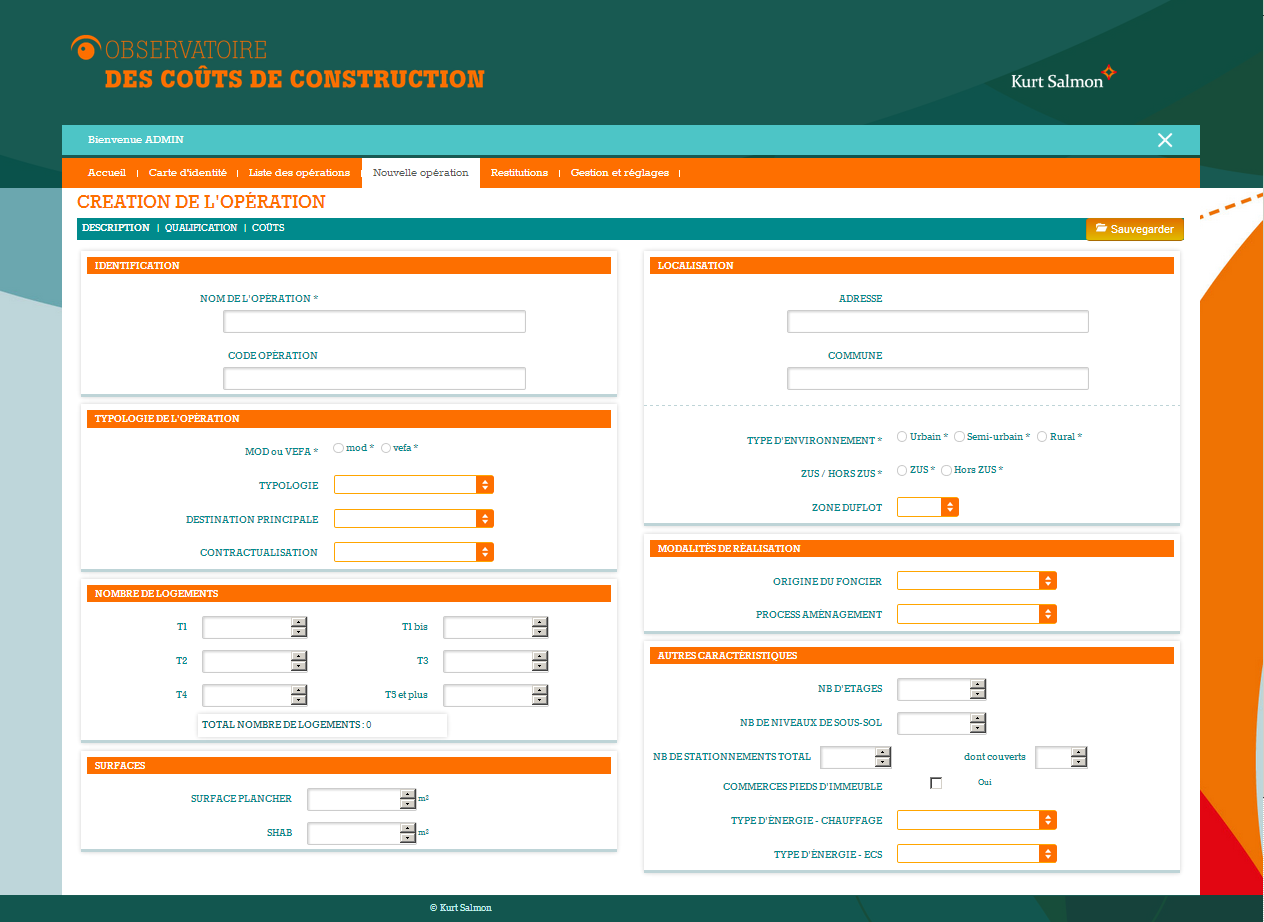 OBSERVATOIRE
DES COÛTS DE CONSTRUCTION
Kurt Salmon
Bienvenue ADMIN
Accueil | Carte d'identité | Liste des opérations | Nouvelle opération | Restitutions | Gestion et réglages |
CREATION DE L'OPÉRATION
DESCRIPTION | QUALIFICATION | COÛTS
Sauvegarder
IDENTIFICATION
NOM DE L'OPÉRATION *
CODE OPÉRATION
TYPOLOGIE DE L'OPÉRATION
MOD ou VEFA * mod * vefa *
TYPOLOGIE
DESTINATION PRINCIPALE
CONTRACTUALISATION
NOMBRE DE LOGEMENTS
T1 T1 bis
T2 T3
T4 T5 et plus
TOTAL NOMBRE DE LOGEMENTS : 0
SURFACES
SURFACE PLANCHER m²
SHAB m²
LOCALISATION
ADRESSE
COMMUNE
TYPE D'ENVIRONNEMENT * Urbain * Semi-urbain * Rural *
ZUS / HORS ZUS * ZUS * Hors ZUS *
ZONE DUFLOT
MODALITÉS DE RÉALISATION
ORIGINE DU FONCIER
PROCESS AMÉNAGEMENT
AUTRES CARACTÉRISTIQUES
NB D'ETAGES
NB DE NIVEAUX DE SOUS-SOL
NB DE STATIONNEMENTS TOTAL dont couverts
COMMERCES PIEDS D'IMMEUBLE Oui
TYPE D'ÉNERGIE - CHAUFFAGE
TYPE D'ÉNERGIE - ECS
© Kurt Salmon